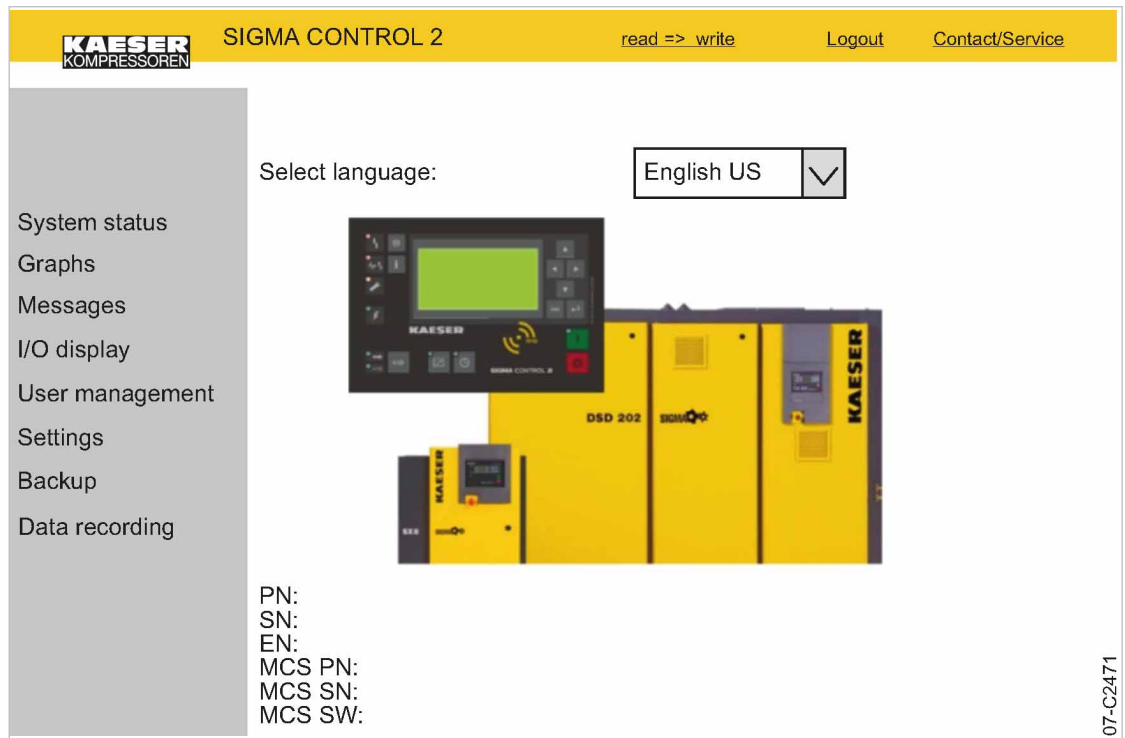 KAESER
KOMPRESSOREN
SIGMA CONTROL 2
read => write
Logout
Contact/Service
Select language:
English US
System status
Graphs
Messages
I/O display
User management
Settings
Backup
Data recording
KAESER
SIGMA CONTROL 2
DSD 202
SIGMA
KAESER
KAESER
PN:
SN:
EN:
MCS PN:
MCS SN:
MCS SW:
07-C2471